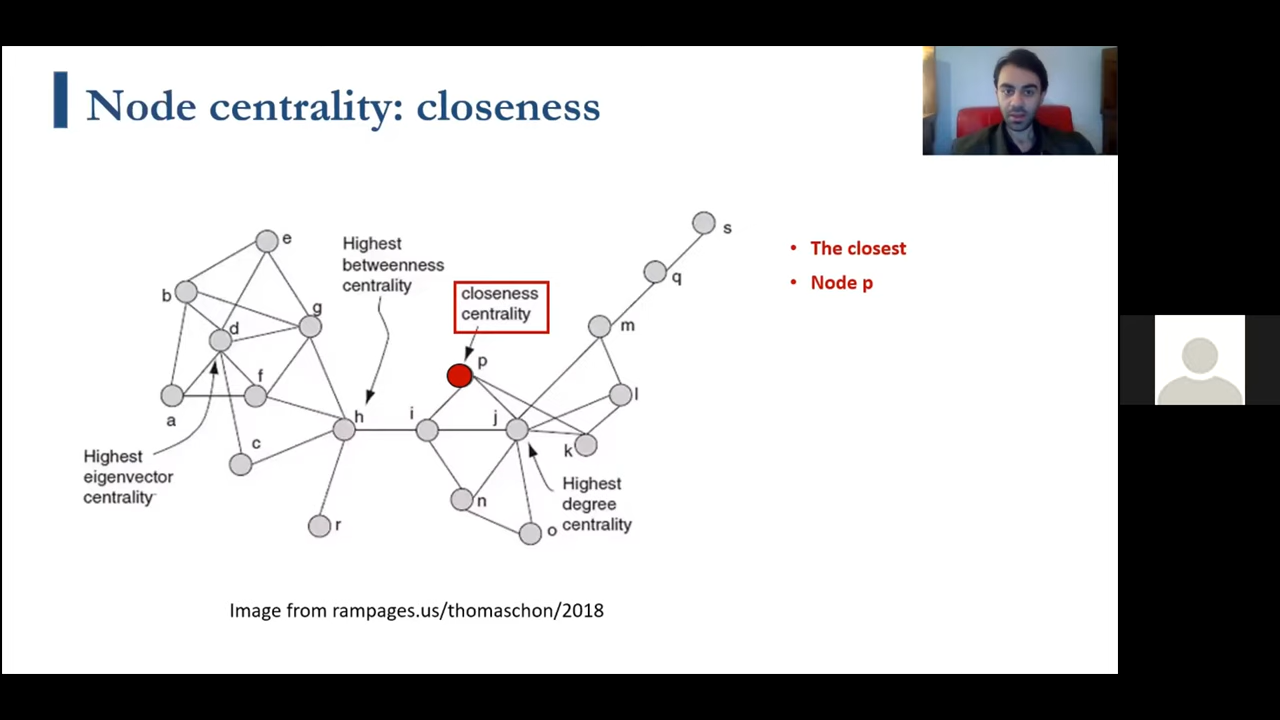 Node centrality: closeness
s
e
Highest
betweenness
centrality
• The closest
q
• Node p
b
closeness
centrality
g
d
m
p
f
l
a
h
i
j
c
k
Highest
eigenvector
centrality
Highest
degree
centrality
n
r
o
Image from rampages.us/thomaschon/2018